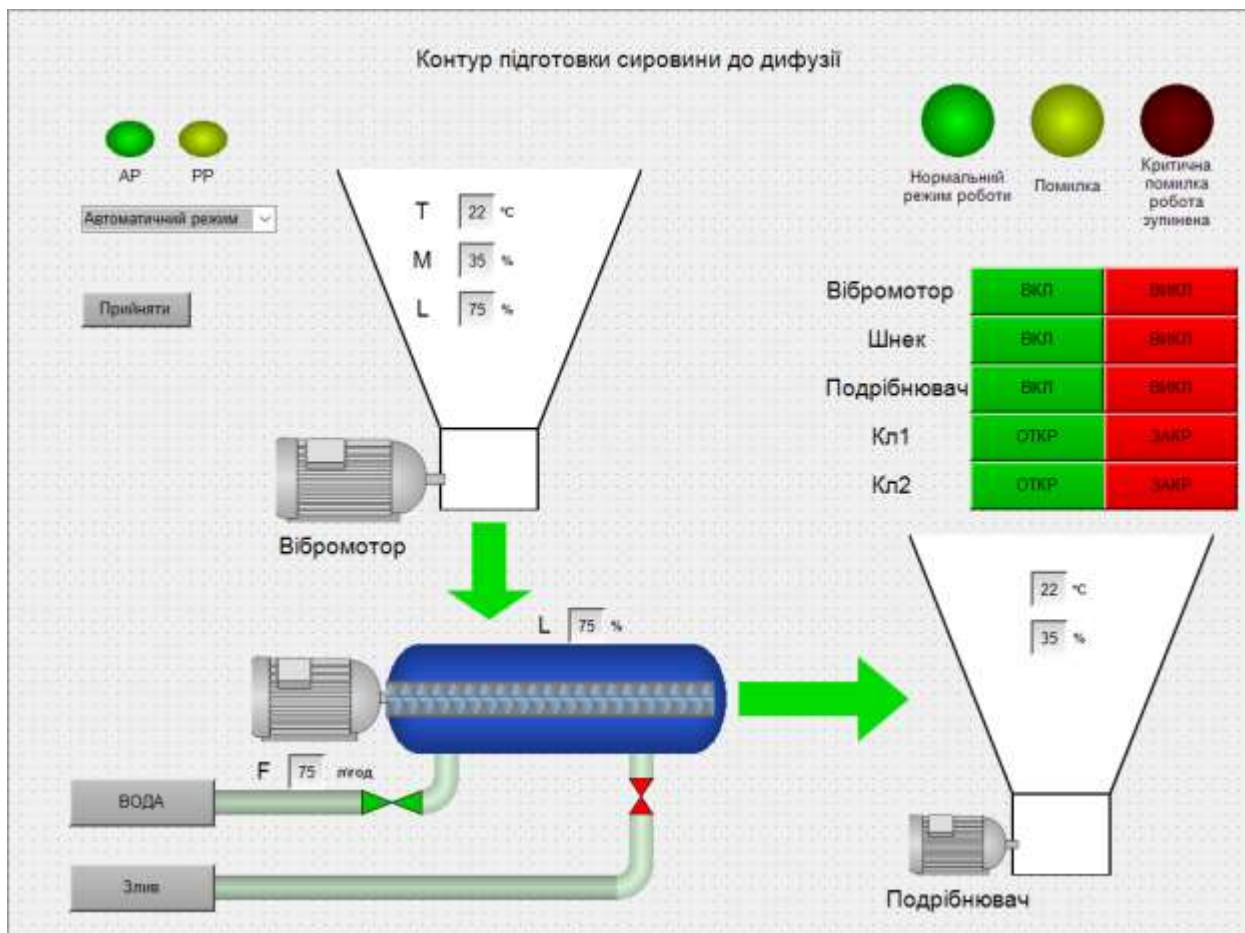 Контур підготовки сировини до дифузії
АР РР
Автоматичний режим
Прийняти
Нормальний
режим роботи
Помилка
Критична
помилка
робота
зупинена
Т 22 °C
М 35 %
L 75 %
Вібромотор ВКЛ ВИКЛ
Шнек ВКЛ ВИКЛ
Подрібнювач ВКЛ ВИКЛ
Кл1 ОТКР ЗАКР
Кл2 ОТКР ЗАКР
Вібромотор
22 °C
35 %
L 75 %
F 75 л/год
ВОДА
Злив
Подрібнювач